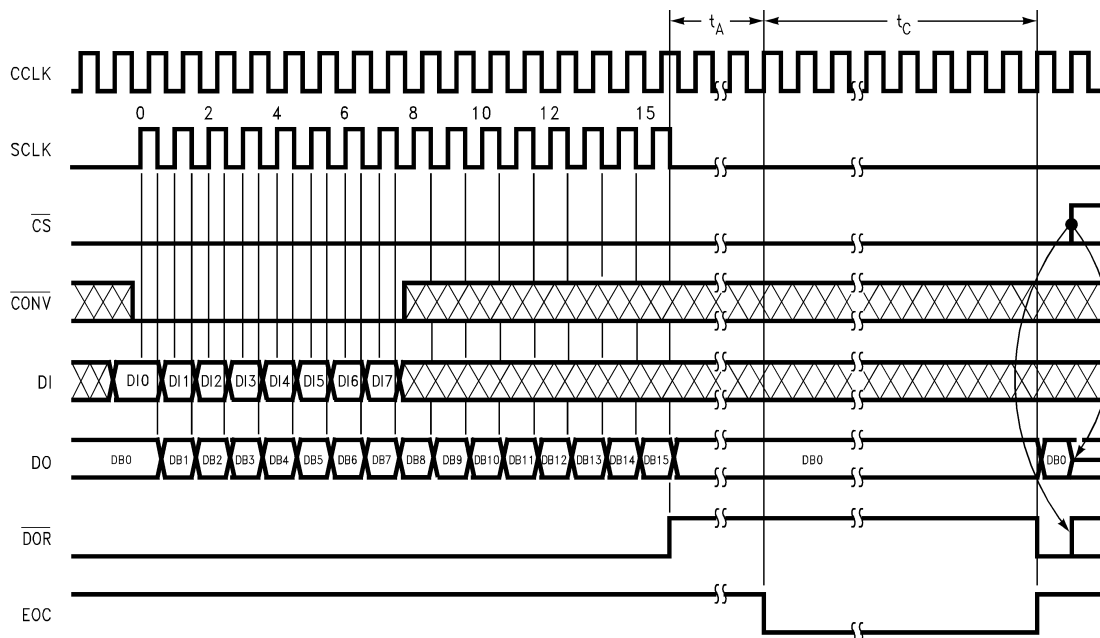 tA tC
CCLK
0 2 4 6 8 10 12 15
SCLK
CS
CONV
DI DI0 DI1 DI2 DI3 DI4 DI5 DI6 DI7
DO DB0 DB1 DB2 DB3 DB4 DB5 DB6 DB7 DB8 DB9 DB10 DB11 DB12 DB13 DB14 DB15 DB0 DB0
DOR
EOC